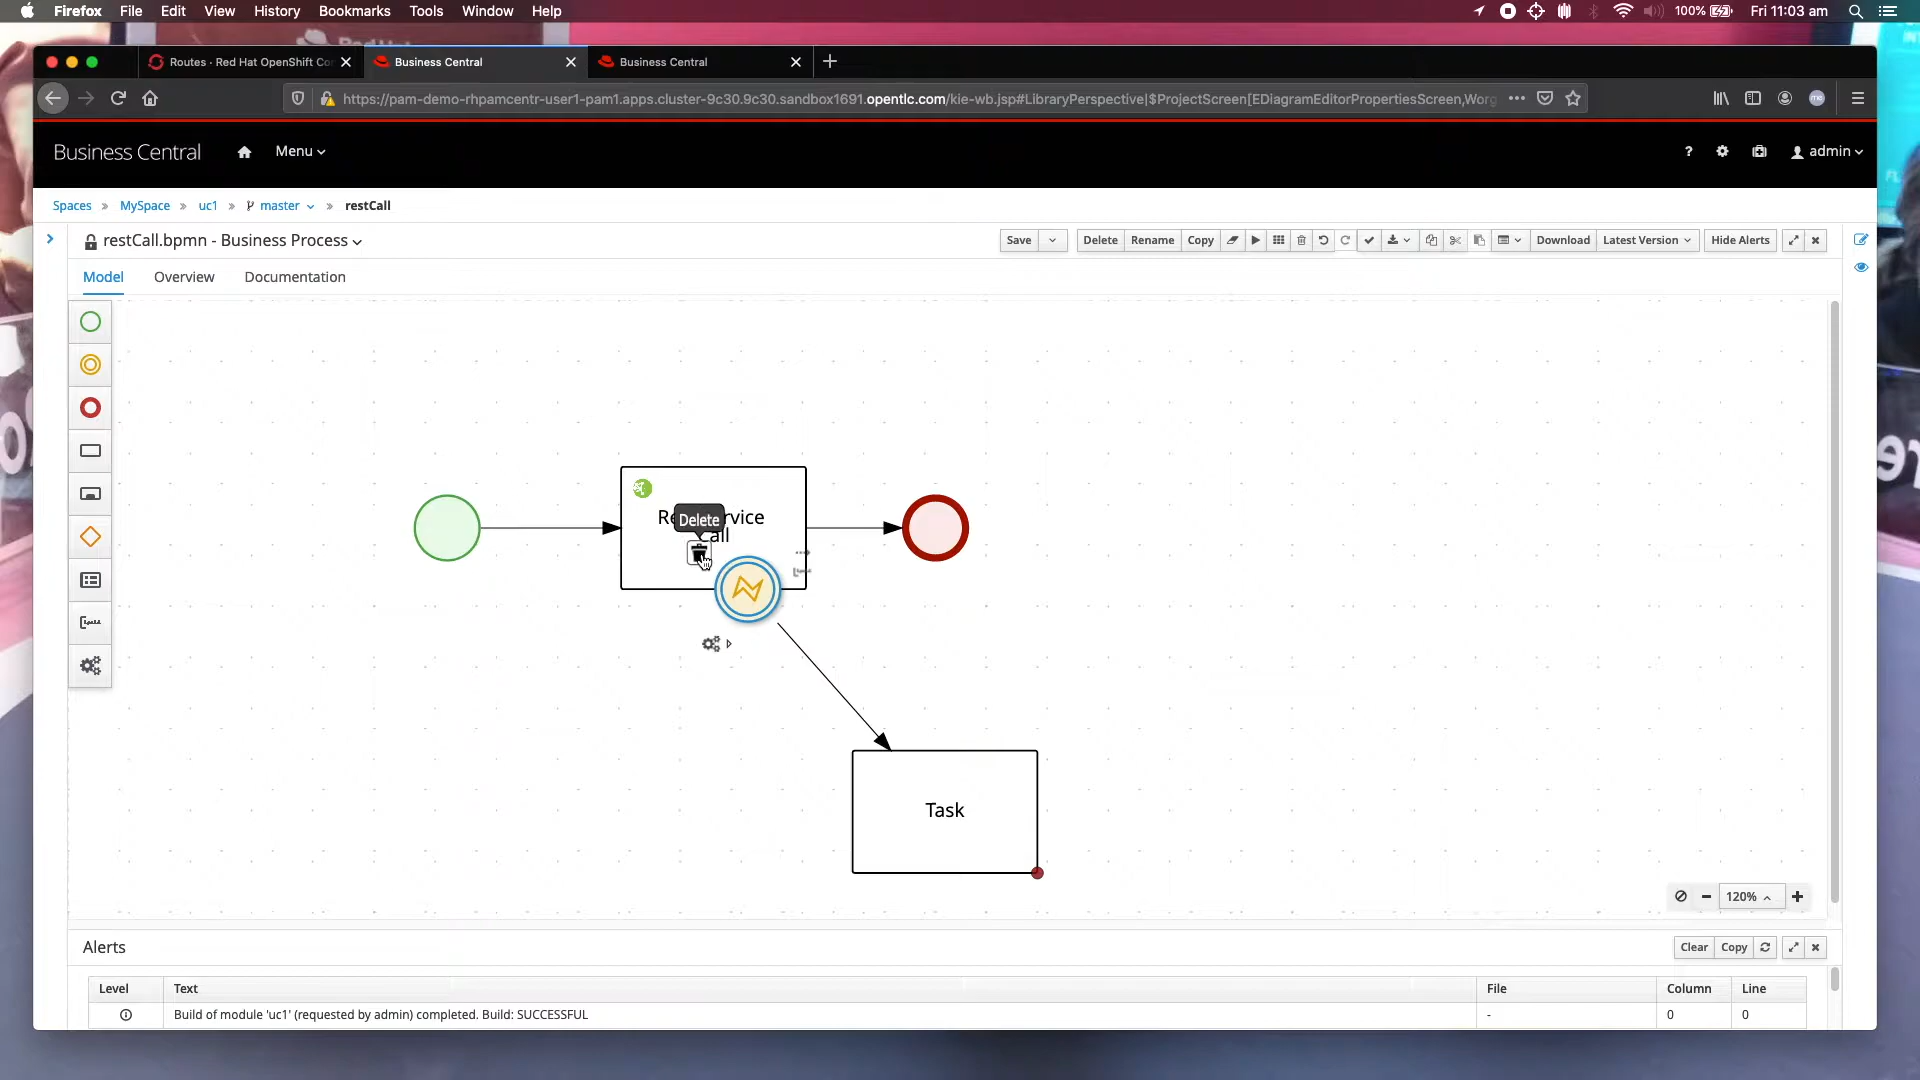 Firefox File Edit View History Bookmarks Tools Window Help 100% Fri 11:03 am
Routes · Red Hat OpenShift Con Business Central Business Central
https://pam-demo-rhpamcentr-user1-pam1.apps.cluster-9c30.9c30.sandbox1691.opentlc.com/kie-wb.jsp#LibraryPerspective|$ProjectScreen[EDiagramEditorPropertiesScreen,Worg
Business Central Menu ? admin
Spaces » MySpace » uc1 » master » restCall
restCall.bpmn - Business Process Save Delete Rename Copy Download Latest Version Hide Alerts
Model Overview Documentation
Delete
Task
120%
Alerts Clear Copy
Level Text File Column Line
Build of module 'uc1' (requested by admin) completed. Build: SUCCESSFUL - 0 0